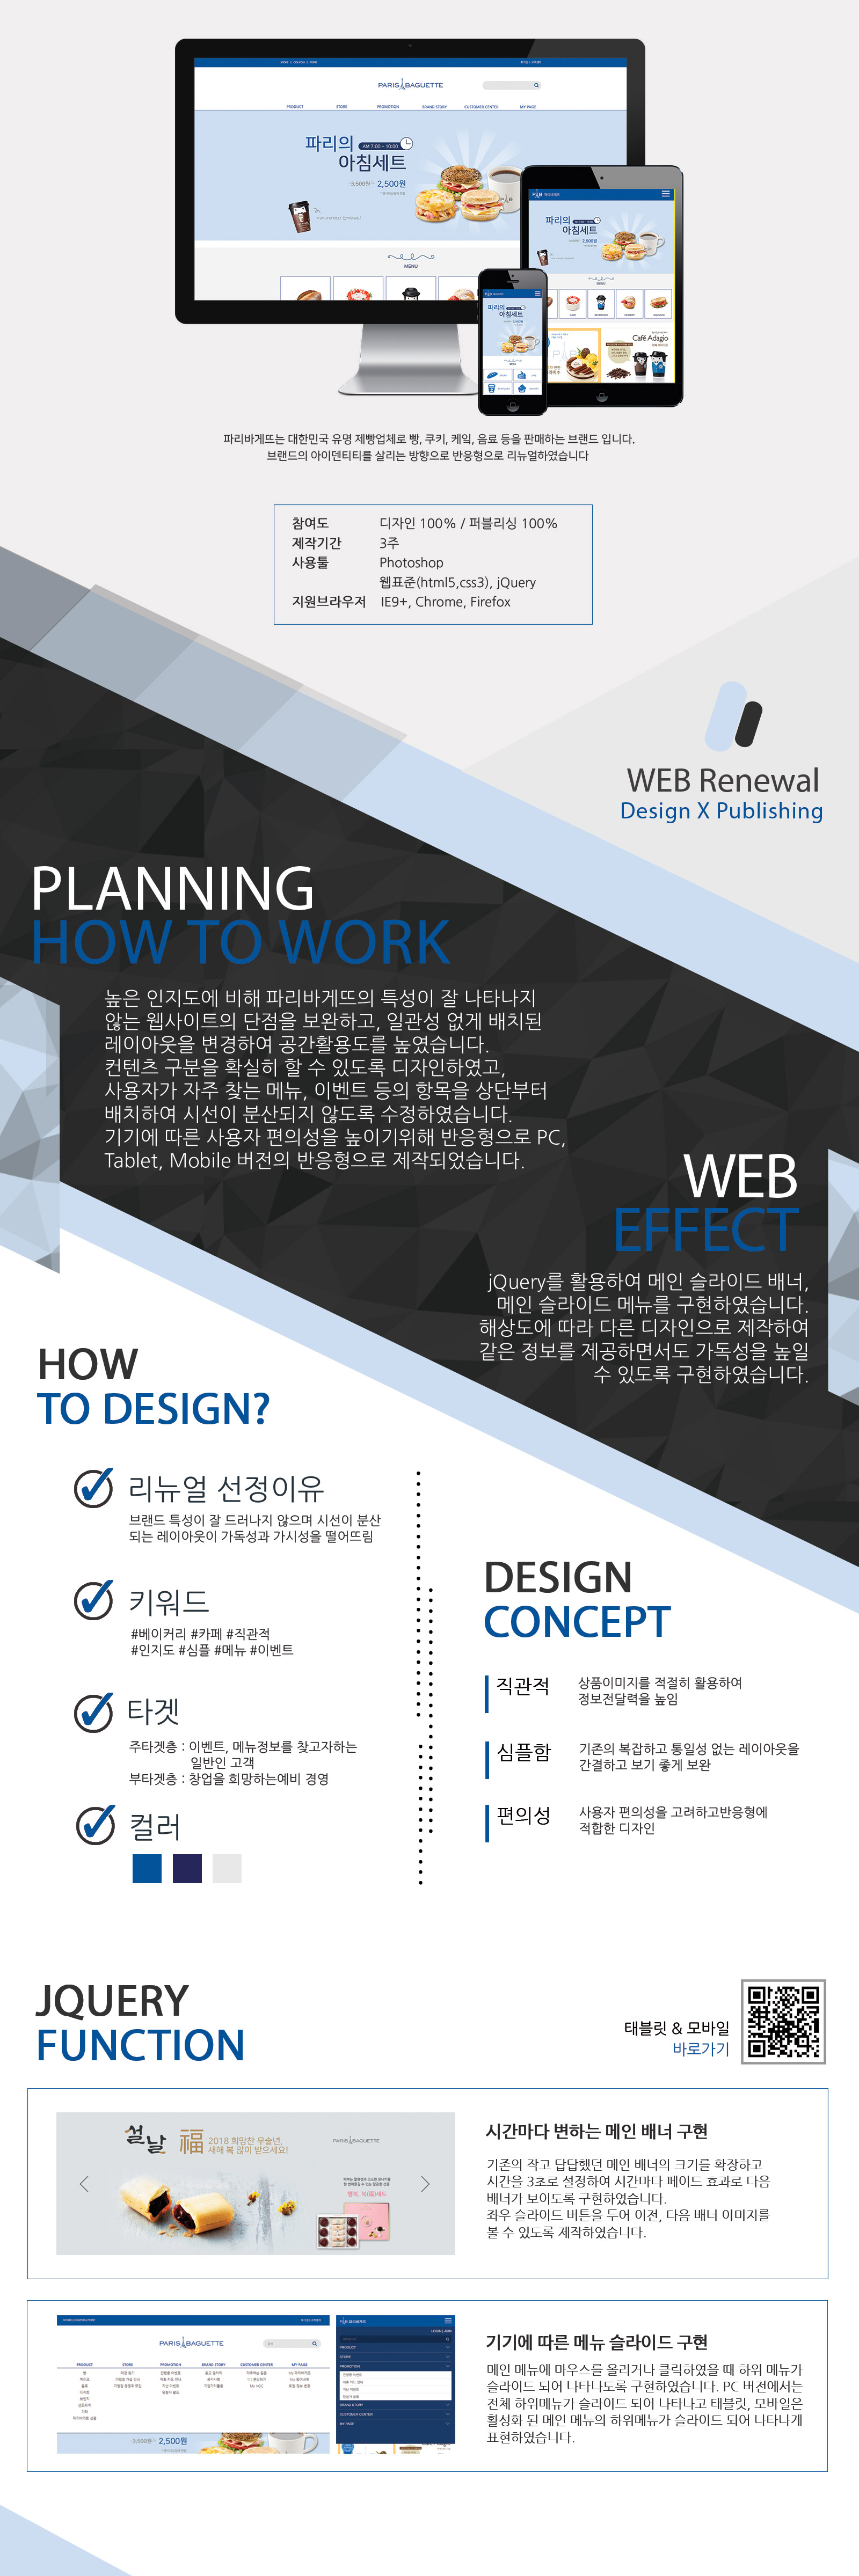 PARIS BAGUETTE
PRODUCT STORE PROMOTION BRAND STORY CUSTOMER CENTER MY PAGE
파리의 AM 7:00 ~ 10:00
아침세트
3,500원 2,500원
MENU
파리의
아침세트
2,500원
MENU
Café Adagio
파리의
아침세트
파리바게뜨는 대한민국 유명 제빵업체로 빵, 쿠키, 케잌, 음료 등을 판매하는 브랜드 입니다.
브랜드의 아이덴티티를 살리는 방향으로 반응형으로 리뉴얼하였습니다
참여도 디자인 100% / 퍼블리싱 100%
제작기간 3주
사용툴 Photoshop
웹표준(html5,css3), jQuery
지원브라우저 IE9+, Chrome, Firefox
WEB Renewal
Design X Publishing
PLANNING
HOW TO WORK
높은 인지도에 비해 파리바게뜨의 특성이 잘 나타나지
않는 웹사이트의 단점을 보완하고, 일관성 없게 배치된
레이아웃을 변경하여 공간활용도를 높였습니다.
컨텐츠 구분을 확실히 할 수 있도록 디자인하였고,
사용자가 자주 찾는 메뉴, 이벤트 등의 항목을 상단부터
배치하여 시선이 분산되지 않도록 수정하였습니다.
기기에 따른 사용자 편의성을 높이기위해 반응형으로 PC,
Tablet, Mobile 버전의 반응형으로 제작되었습니다.
WEB
EFFECT
jQuery를 활용하여 메인 슬라이드 배너,
메인 슬라이드 메뉴를 구현하였습니다.
해상도에 따라 다른 디자인으로 제작하여
같은 정보를 제공하면서도 가독성을 높일
수 있도록 구현하였습니다.
HOW
TO DESIGN?
리뉴얼 선정이유
브랜드 특성이 잘 드러나지 않으며 시선이 분산
되는 레이아웃이 가독성과 가시성을 떨어뜨림
키워드
#베이커리 #카페 #직관적
#인지도 #심플 #메뉴 #이벤트
타겟
주타겟층 : 이벤트, 메뉴정보를 찾고자하는
일반인 고객
부타겟층 : 창업을 희망하는예비 경영
컬러
DESIGN
CONCEPT
직관적 상품이미지를 적절히 활용하여
정보전달력을 높임
심플함 기존의 복잡하고 통일성 없는 레이아웃을
간결하고 보기 좋게 보완
편의성 사용자 편의성을 고려하고반응형에
적합한 디자인
JQUERY
FUNCTION
태블릿 & 모바일
바로가기
설날 福 2018 희망찬 무술년,
새해 복 많이 받으세요!
PARIS BAGUETTE
시간마다 변하는 메인 배너 구현
기존의 작고 답답했던 메인 배너의 크기를 확장하고
시간을 3초로 설정하여 시간마다 페이드 효과로 다음
배너가 보이도록 구현하였습니다.
좌우 슬라이드 버튼을 두어 이전, 다음 배너 이미지를
볼 수 있도록 제작하였습니다.
PARIS BAGUETTE
PRODUCT STORE PROMOTION BRAND STORY CUSTOMER CENTER MY PAGE
3,500원 2,500원
LOGIN | JOIN
PRODUCT
STORE
PROMOTION
BRAND STORY
CUSTOMER CENTER
MY PAGE
기기에 따른 메뉴 슬라이드 구현
메인 메뉴에 마우스를 올리거나 클릭하였을 때 하위 메뉴가
슬라이드 되어 나타나도록 구현하였습니다. PC 버전에서는
전체 하위메뉴가 슬라이드 되어 나타나고 태블릿, 모바일은
활성화 된 메인 메뉴의 하위메뉴가 슬라이드 되어 나타나게
표현하였습니다.